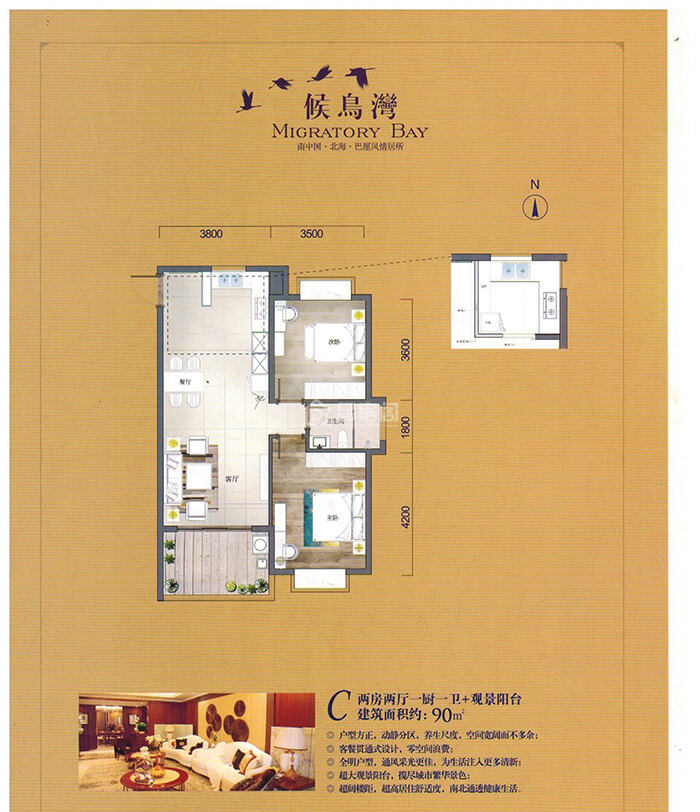 候鳥灣
MIGRATORY BAY
南中国·北海·巴厘风情居所
N
3800 3500
3600
次卧
餐厅
卫生间
1800
客厅
主卧
4200
C 两房两厅一厨一卫+观景阳台
建筑面积约：90m²
◎ 户型方正，动静分区，养生尺度，空间宽阔而不多余；
◎ 客餐贯通式设计，零空间浪费；
◎ 全明户型，通风采光更佳，为生活注入更多清新；
◎ 超大观景阳台，揽尽城市繁华景色；
◎ 超阔楼距，超高居住舒适度，南北通透健康生活。